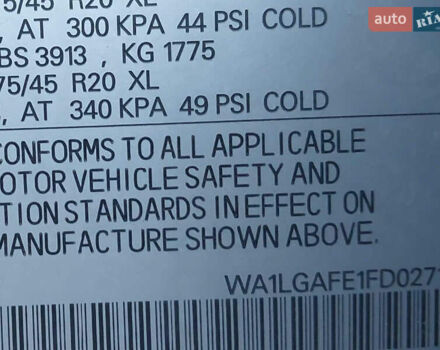 75/45 R20 XL
, AT 300 KPA 44 PSI COLD
BS 3913 , KG 1775
75/45 R20 XL
, AT 340 KPA 49 PSI COLD
CONFORMS TO ALL APPLICABLE
MOTOR VEHICLE SAFETY AND
TION STANDARDS IN EFFECT ON
MANUFACTURE SHOWN ABOVE.
WA1LGAFE1FD027
auto RIA